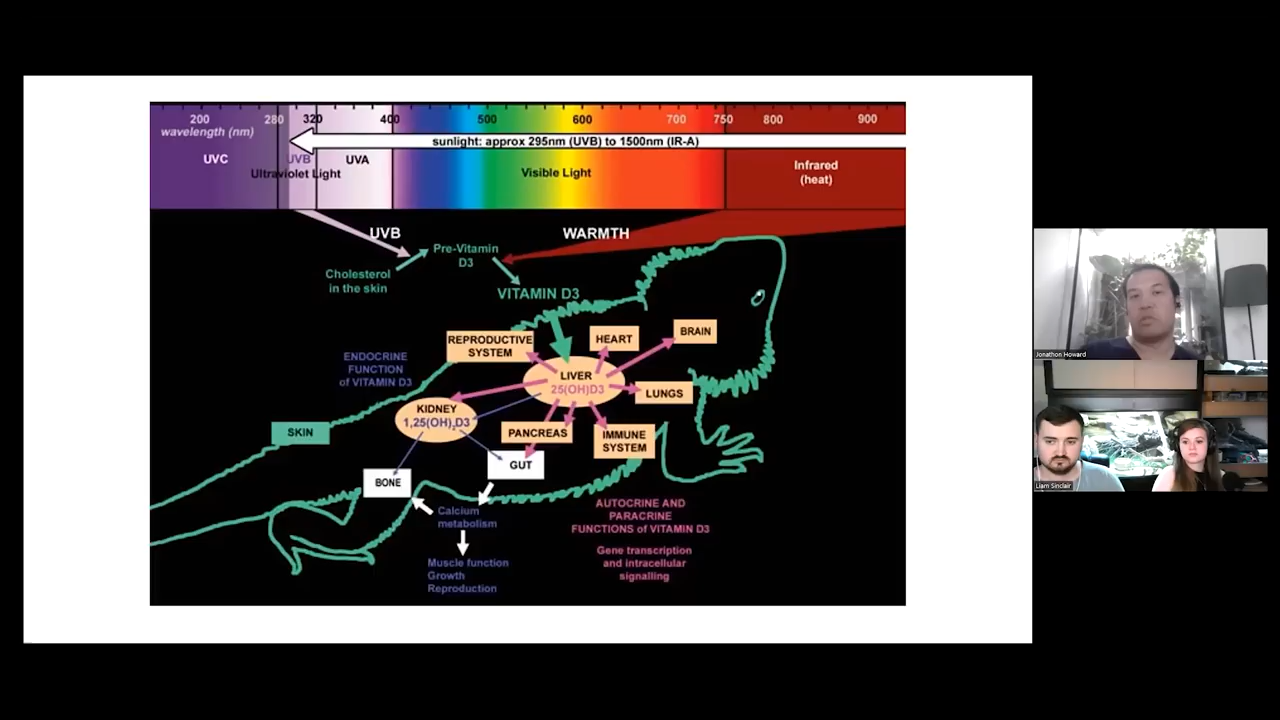 200 280 320 400 500 600 700 750 800 900
wavelength (nm)
sunlight: approx 295nm (UVB) to 1500nm (IR-A)
UVC UVB UVA
Ultraviolet Light
Visible Light
Infrared
(heat)
UVB
WARMTH
Pre-Vitamin
D3
Cholesterol
in the skin
VITAMIN D3
REPRODUCTIVE
SYSTEM
HEART
BRAIN
ENDOCRINE
FUNCTION
of VITAMIN D3
LIVER
25(OH)D3
LUNGS
KIDNEY
1,25(OH)₂D3
SKIN
PANCREAS
IMMUNE
SYSTEM
GUT
BONE
Calcium
metabolism
Muscle function
Growth
Reproduction
AUTOCRINE AND
PARACRINE
FUNCTIONS of VITAMIN D3
Gene transcription
and intracellular
signalling
Jonathon Howard
Liam Sinclair